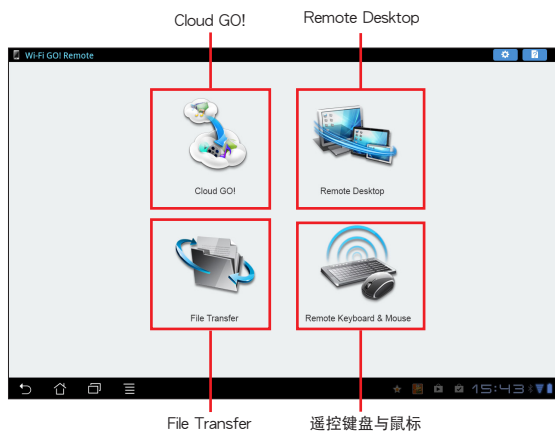 Cloud GO!
Remote Desktop
Wi-Fi GO! Remote
Cloud GO!
Remote Desktop
File Transfer
Remote Keyboard & Mouse
15:43
File Transfer
遥控键盘与鼠标